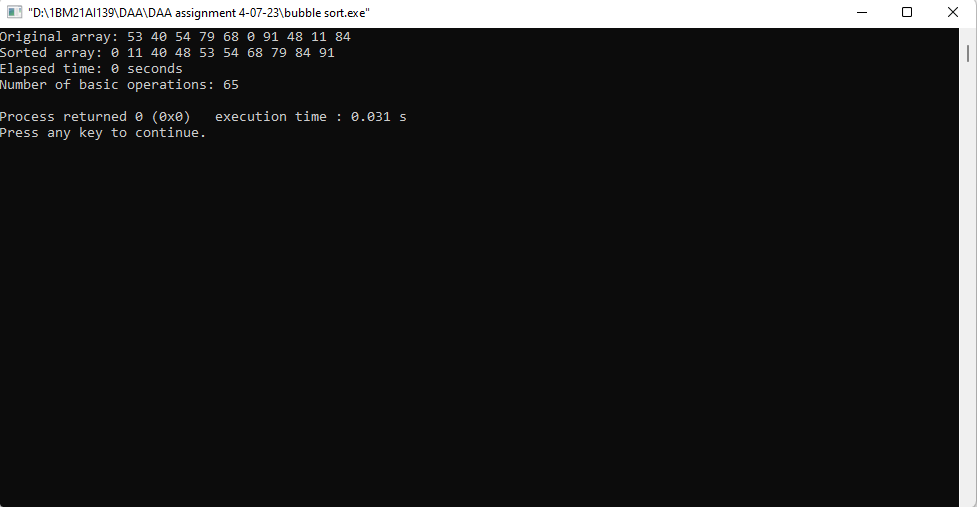 "D:\1BM21AI139\DAA\DAA assignment 4-07-23\bubble sort.exe"
Original array: 53 40 54 79 68 0 91 48 11 84
Sorted array: 0 11 40 48 53 54 68 79 84 91
Elapsed time: 0 seconds
Number of basic operations: 65
Process returned 0 (0x0)   execution time : 0.031 s
Press any key to continue.